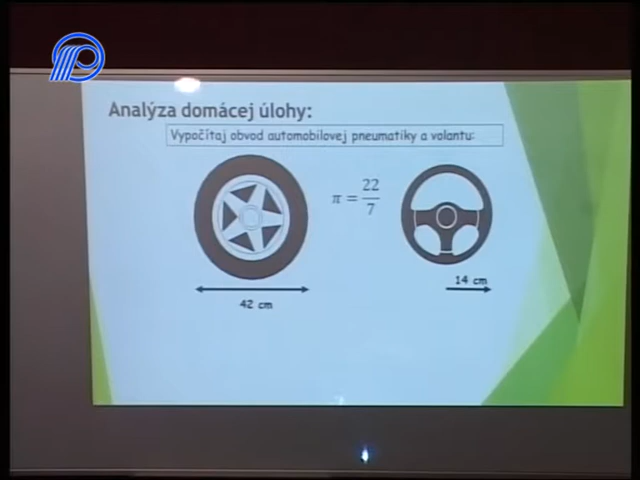 Analýza domácej úlohy:
Vypočítaj obvod automobilovej pneumatiky a volantu:
π = 22/7
42 cm
14 cm